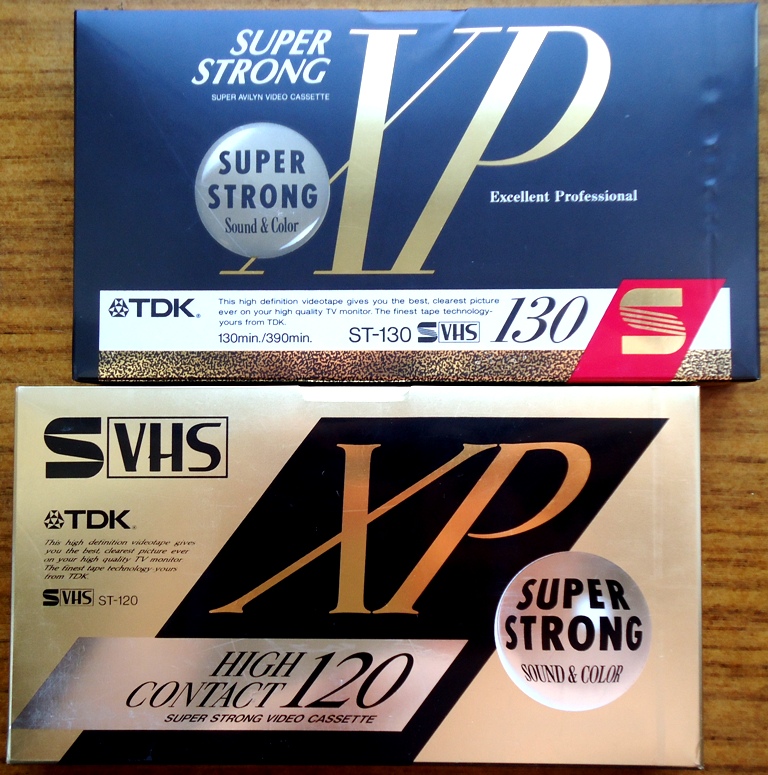 SUPER
STRONG
SUPER AVILYN VIDEO CASSETTE
XP
SUPER
STRONG
Sound & Color
Excellent Professional
TDK®
This high definition videotape gives you the best, clearest picture
ever on your high quality TV monitor. The finest tape technology-
yours from TDK.
130min./390min.
ST-130 S VHS
130
S
S VHS
XP
TDK®
This high definition videotape gives
you the best, clearest picture ever
on your high quality TV monitor
The finest tape technology-yours
from TDK
S VHS ST-120
SUPER
STRONG
SOUND & COLOR
HIGH
CONTACT 120
SUPER STRONG VIDEO CASSETTE